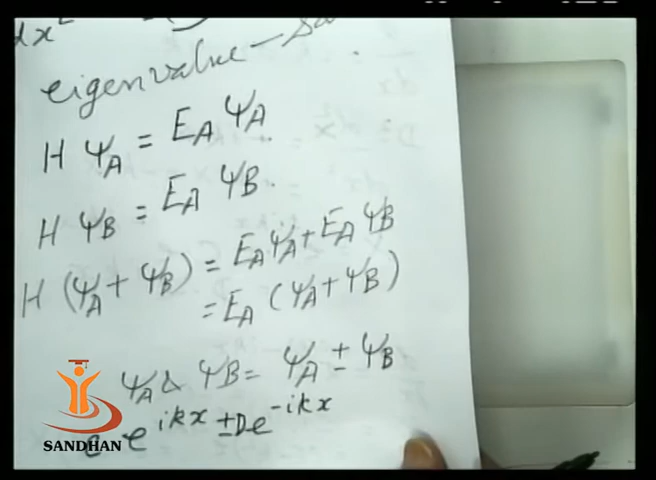 dx²
eigenvalue –
H ΨA = EA ΨA
H ΨB = EA ΨB
H (ΨA + ΨB) = EA ΨA + EA ΨB
= EA (ΨA + ΨB)
ΨA & ΨB = ΨA ± ΨB
e^{ikx} ± De^{-ikx}
SANDHAN